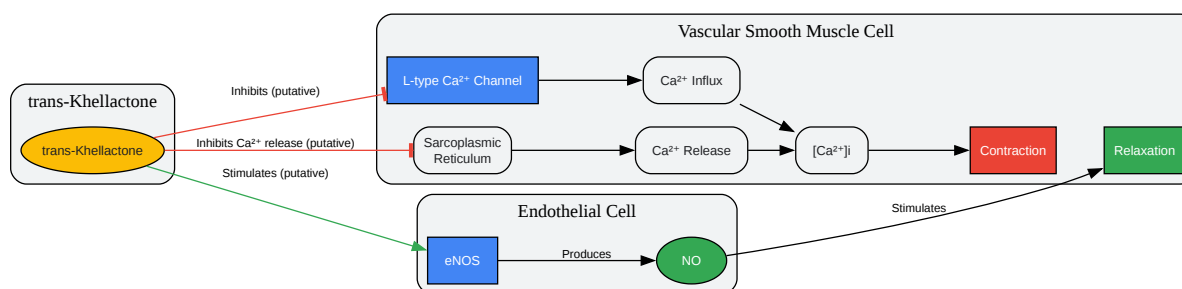 Vascular Smooth Muscle Cell
L-type Ca²⁺ Channel
Ca²⁺ Influx
Inhibits (putative)
trans-Khellactone
trans-Khellactone
Inhibits Ca²⁺ release (putative)
Sarcoplasmic
Reticulum
Ca²⁺ Release
[Ca²⁺]i
Contraction
Relaxation
Stimulates (putative)
Endothelial Cell
Stimulates
eNOS
Produces
NO